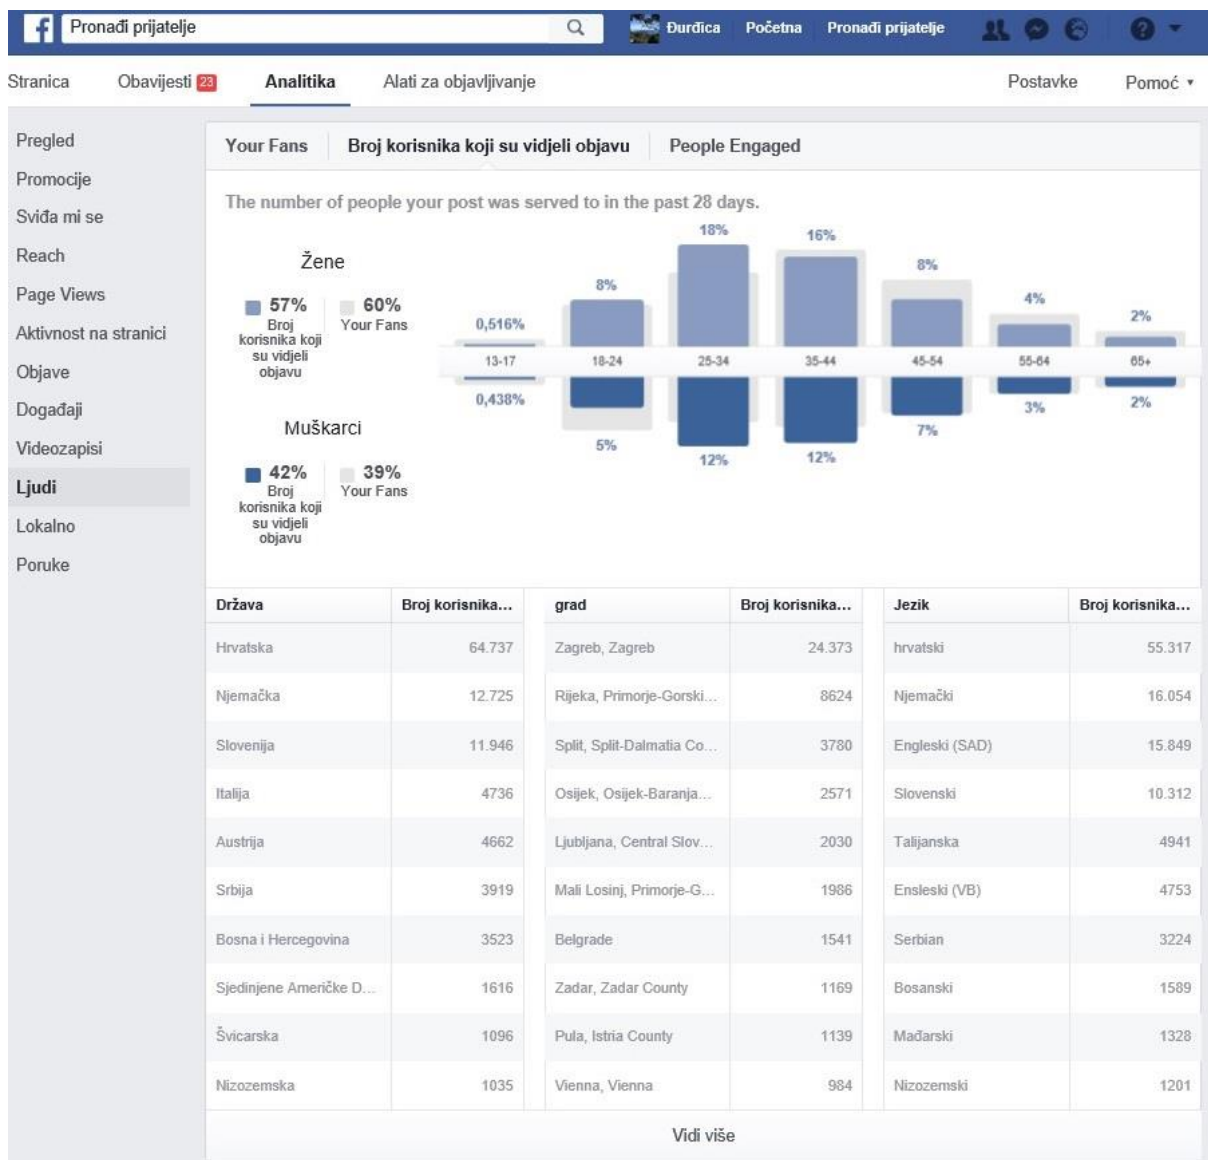 f Pronađi prijatelje Đurđica Početna Pronađi prijatelje ?
Stranica Obavijesti 23 Analitika Alati za objavljivanje Postavke Pomoć
Pregled
Promocije
Sviđa mi se
Reach
Page Views
Aktivnost na stranici
Objave
Događaji
Videozapisi
Ljudi
Lokalno
Poruke
Your Fans Broj korisnika koji su vidjeli objavu People Engaged
The number of people your post was served to in the past 28 days.
Žene
57%
Broj
korisnika koji
su vidjeli
objavu
60%
Your Fans
Muškarci
42%
Broj
korisnika koji
su vidjeli
objavu
39%
Your Fans
0,516% 8% 18% 16% 8% 4% 2%
13-17 18-24 25-34 35-44 45-54 55-64 65+
0,438% 5% 12% 12% 7% 3% 2%
Država Broj korisnika... grad Broj korisnika... Jezik Broj korisnika...
Hrvatska 64.737 Zagreb, Zagreb 24.373 hrvatski 55.317
Njemačka 12.725 Rijeka, Primorje-Gorski... 8624 Njemački 16.054
Slovenija 11.946 Split, Split-Dalmatia Co... 3780 Engleski (SAD) 15.849
Italija 4736 Osijek, Osijek-Baranja... 2571 Slovenski 10.312
Austrija 4662 Ljubljana, Central Slov... 2030 Talijanska 4941
Srbija 3919 Mali Losinj, Primorje-G... 1986 Ensleski (VB) 4753
Bosna i Hercegovina 3523 Belgrade 1541 Serbian 3224
Sjedinjene Američke D... 1616 Zadar, Zadar County 1169 Bosanski 1589
Švicarska 1096 Pula, Istria County 1139 Mađarski 1328
Nizozemska 1035 Vienna, Vienna 984 Nizozemski 1201
Vidi više